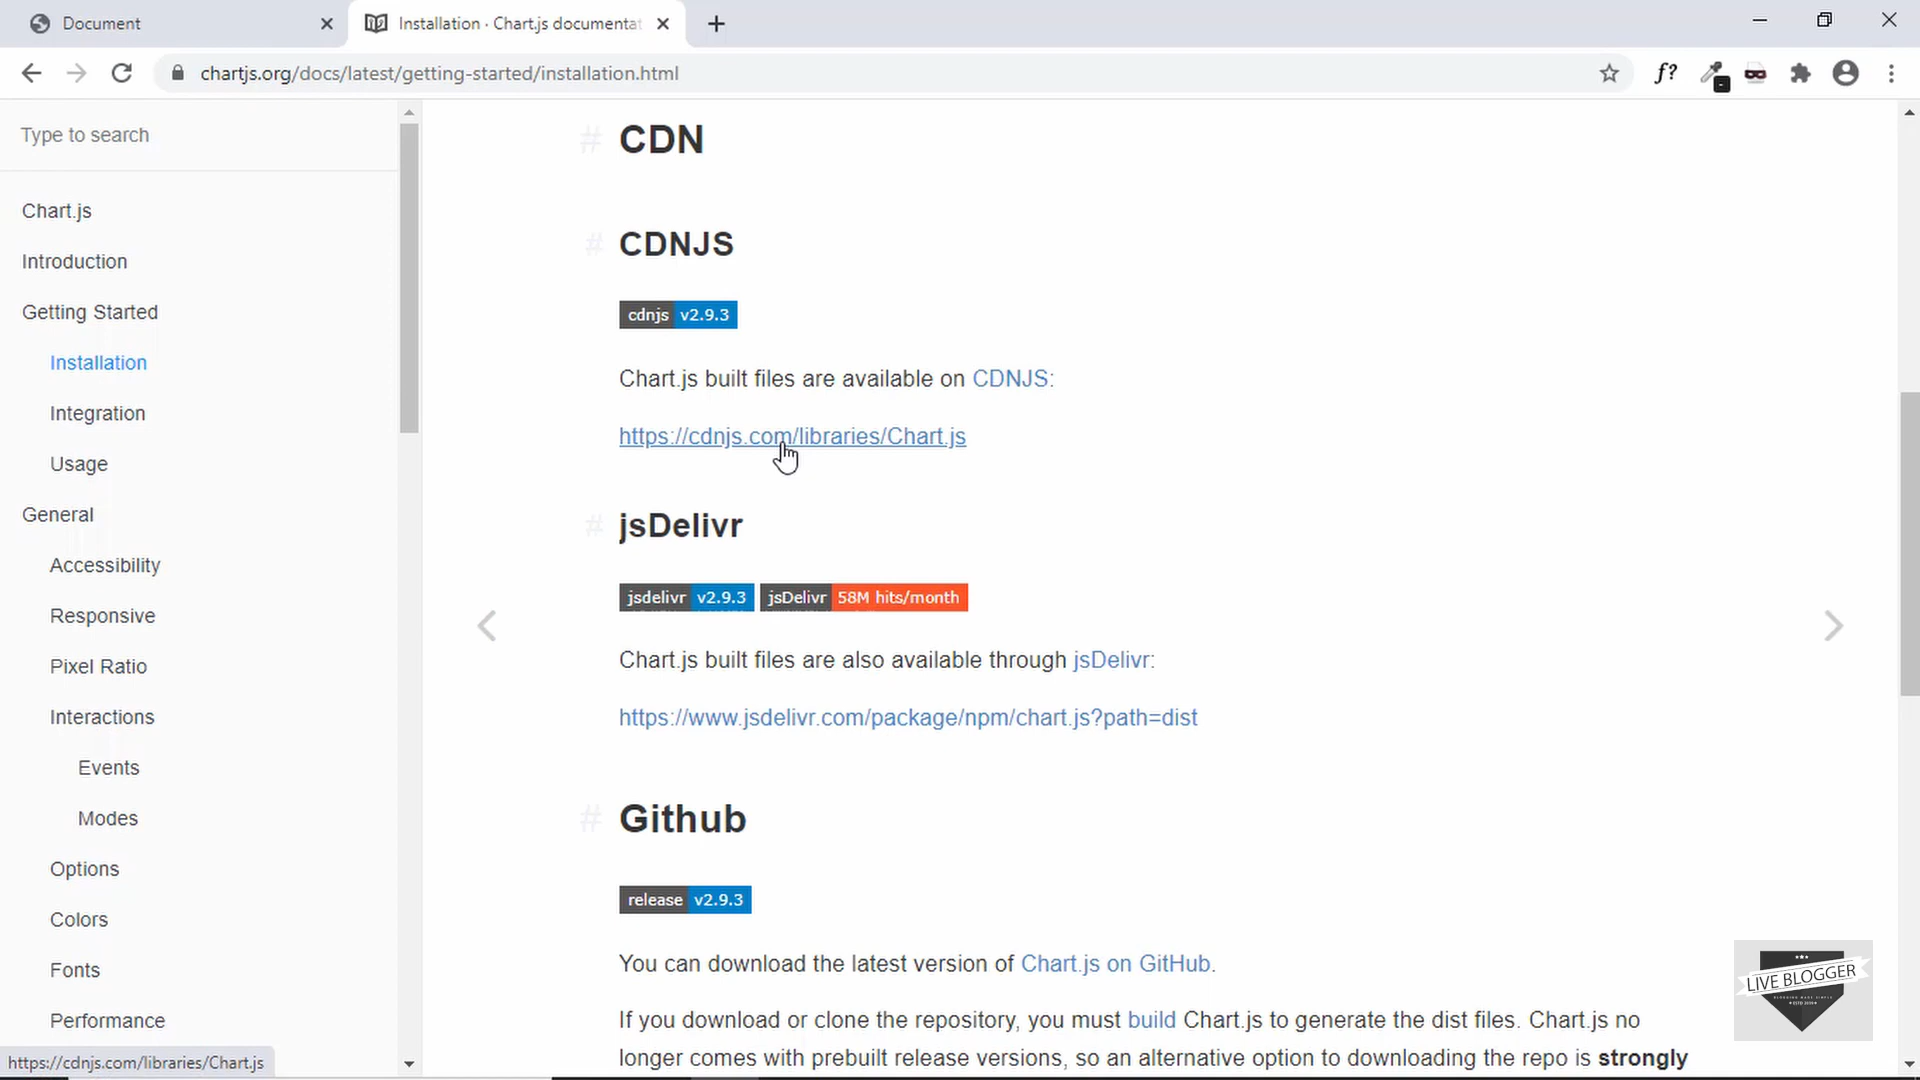 Document
Installation · Chart.js documentat
chartjs.org/docs/latest/getting-started/installation.html
f?
Type to search
Chart.js
Introduction
Getting Started
Installation
Integration
Usage
General
Accessibility
Responsive
Pixel Ratio
Interactions
Events
Modes
Options
Colors
Fonts
Performance
https://cdnjs.com/libraries/Chart.js
# CDN
# CDNJS
cdnjs v2.9.3
Chart.js built files are available on CDNJS:
https://cdnjs.com/libraries/Chart.js
# jsDelivr
jsdelivr v2.9.3 jsDelivr 58M hits/month
Chart.js built files are also available through jsDelivr:
https://www.jsdelivr.com/package/npm/chart.js?path=dist
# Github
release v2.9.3
You can download the latest version of Chart.js on GitHub.
If you download or clone the repository, you must build Chart.js to generate the dist files. Chart.js no
longer comes with prebuilt release versions, so an alternative option to downloading the repo is strongly
LIVE BLOGGER